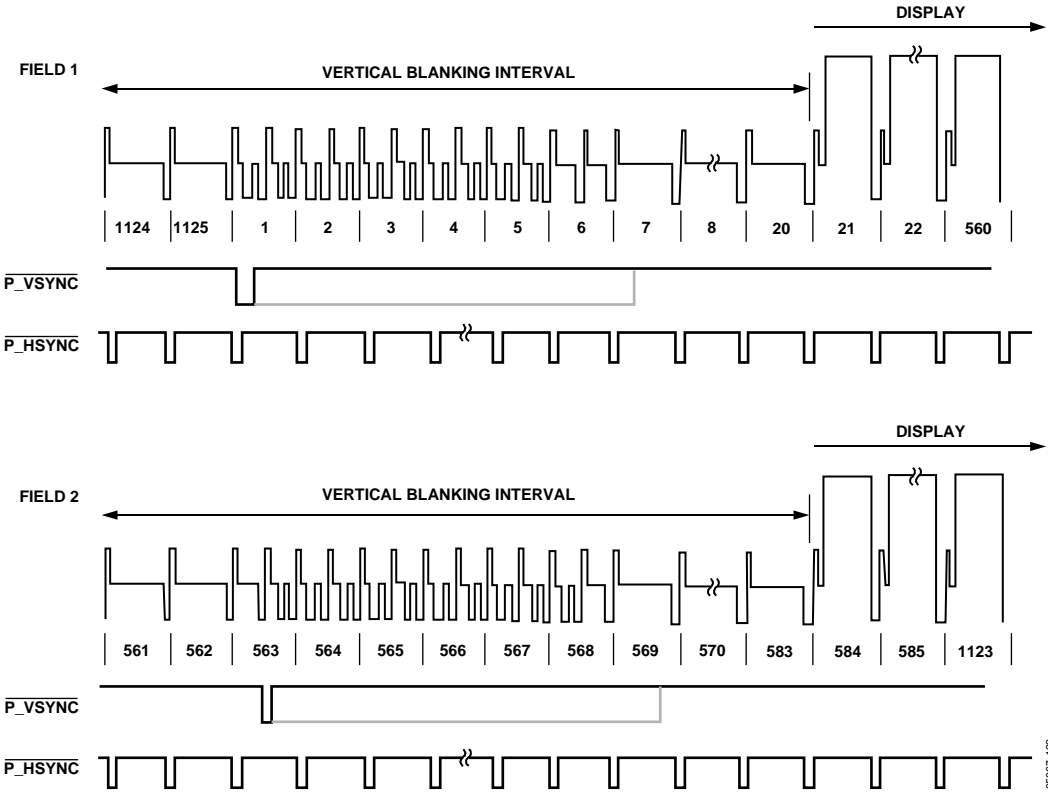 DISPLAY
FIELD 1
VERTICAL BLANKING INTERVAL
1124 1125 1 2 3 4 5 6 7 8 20 21 22 560
P_VSYNC
P_HSYNC
DISPLAY
FIELD 2
VERTICAL BLANKING INTERVAL
561 562 563 564 565 566 567 568 569 570 583 584 585 1123
P_VSYNC
P_HSYNC